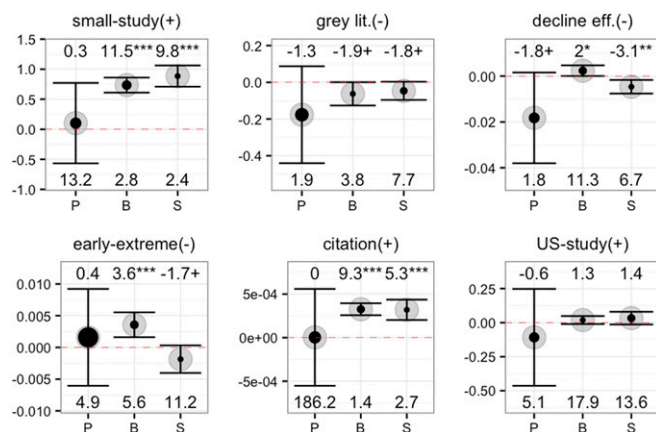 small-study(+) grey lit.(-) decline eff.(-)
1.5 0.3 11.5*** 9.8*** 0.2 -1.3 -1.9+ -1.8+ -1.8+ 2* -3.1**
1.0 0.0 0.00
0.5 -0.2 -0.02
0.0
-0.5 -0.4
-1.0 13.2 2.8 2.4 1.9 3.8 7.7 -0.04 1.8 11.3 6.7
P B S P B S P B S
early-extreme(-) citation(+) US-study(+)
0.4 3.6*** -1.7+ 0 9.3*** 5.3*** -0.6 1.3 1.4
0.010 5e-04 0.25
0.005
0.000 0e+00 0.00
-0.005 -5e-04 -0.25
-0.010 4.9 5.6 11.2 186.2 1.4 2.7 -0.50 5.1 17.9 13.6
P B S P B S P B S